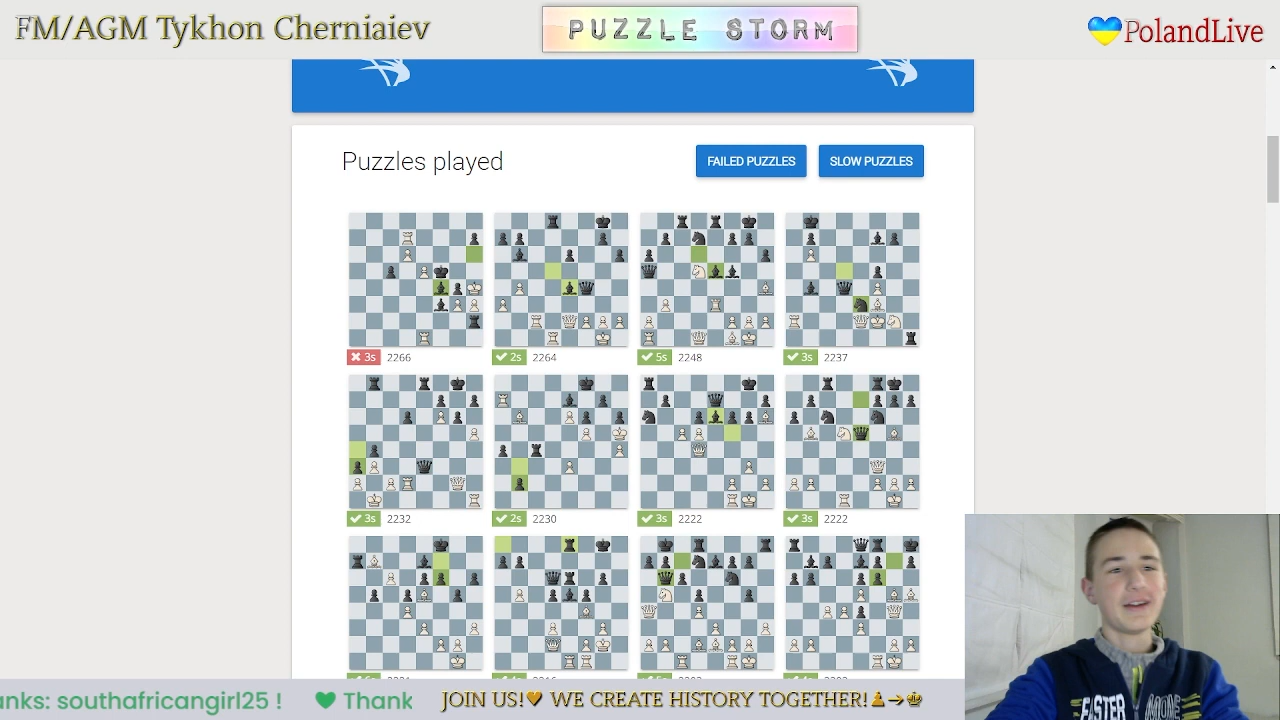 FM/AGM Tykhon Cherniaiev
PUZZLE STORM
PolandLive
Puzzles played
FAILED PUZZLES
SLOW PUZZLES
3s 2266
2s 2264
5s 2248
3s 2237
3s 2232
2s 2230
3s 2222
3s 2222
anks: southafricangirl25 !
Thank
JOIN US! WE CREATE HISTORY TOGETHER!
FASTER
MORE